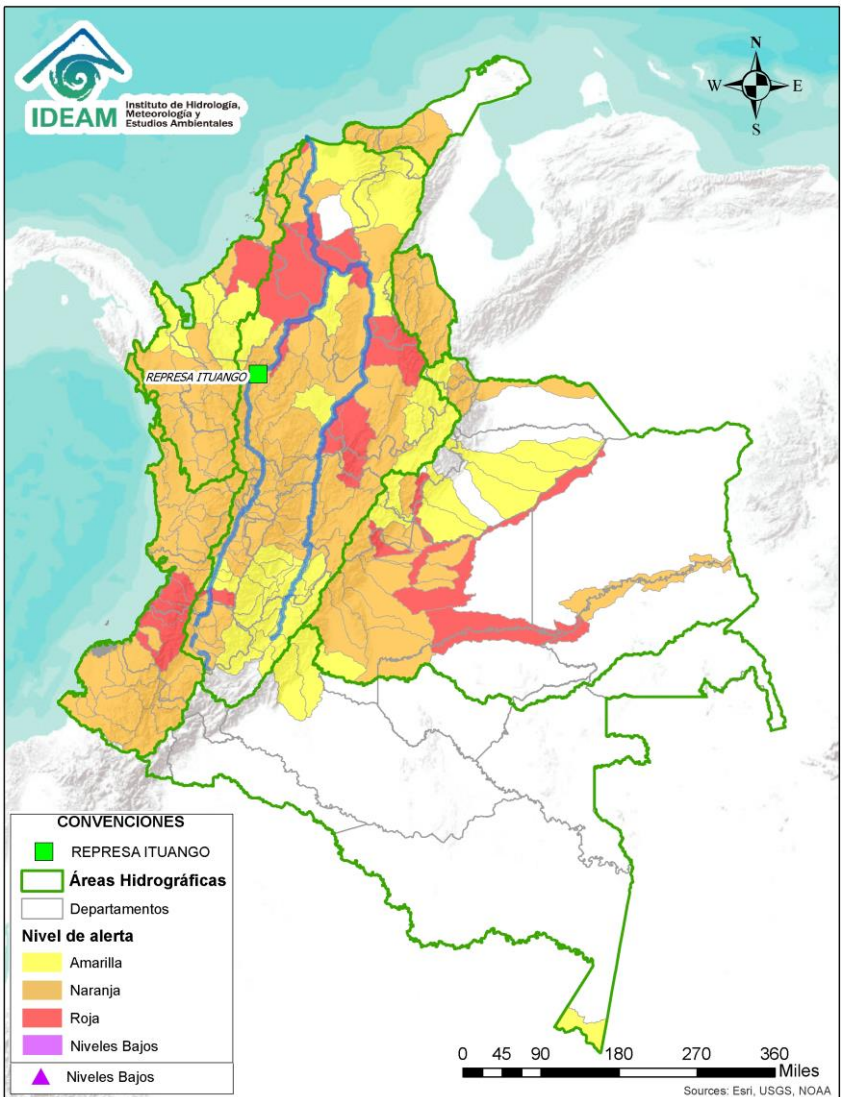 IDEAM
Instituto de Hidrología,
Meteorología y
Estudios Ambientales
N
W
E
S
REPRESA ITUANGO
CONVENCIONES
REPRESA ITUANGO
Áreas Hidrográficas
Departamentos
Nivel de alerta
Amarilla
Naranja
Roja
Niveles Bajos
Niveles Bajos
0 45 90 180 270 360
Miles
Sources: Esri, USGS, NOAA